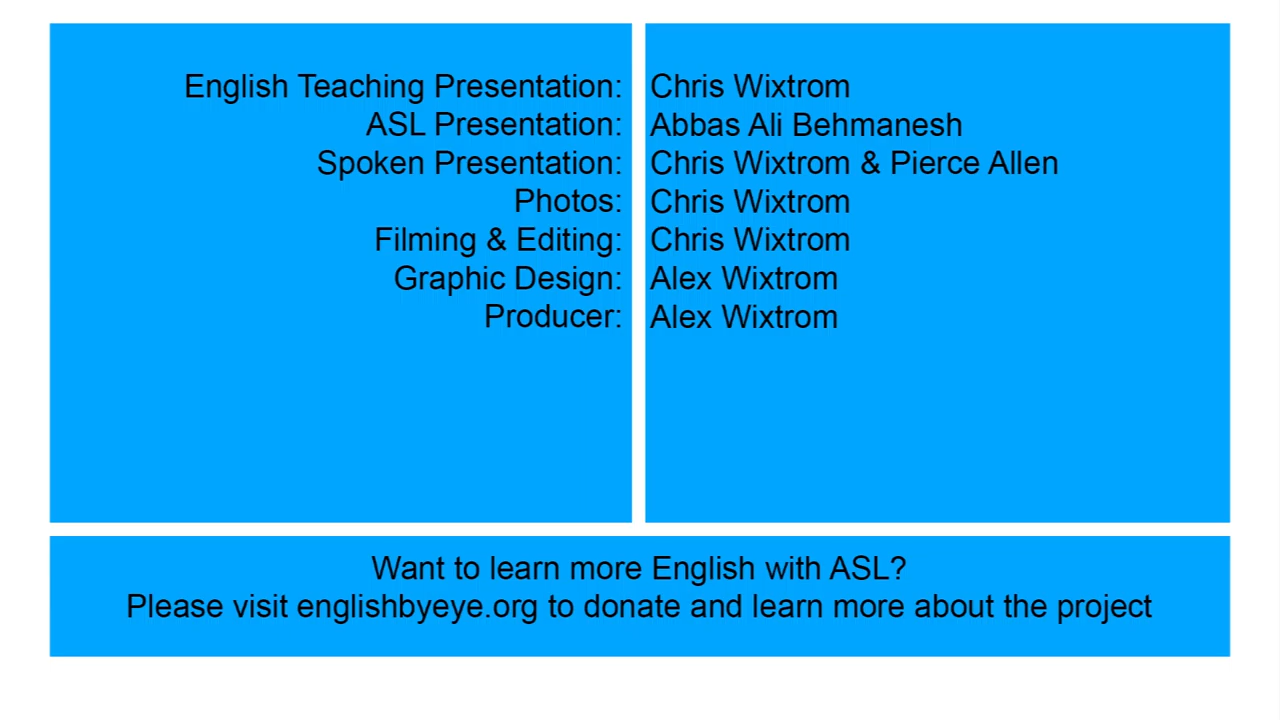 English Teaching Presentation: Chris Wixtrom
ASL Presentation: Abbas Ali Behmanesh
Spoken Presentation: Chris Wixtrom & Pierce Allen
Photos: Chris Wixtrom
Filming & Editing: Chris Wixtrom
Graphic Design: Alex Wixtrom
Producer: Alex Wixtrom
Want to learn more English with ASL?
Please visit englishbyeye.org to donate and learn more about the project